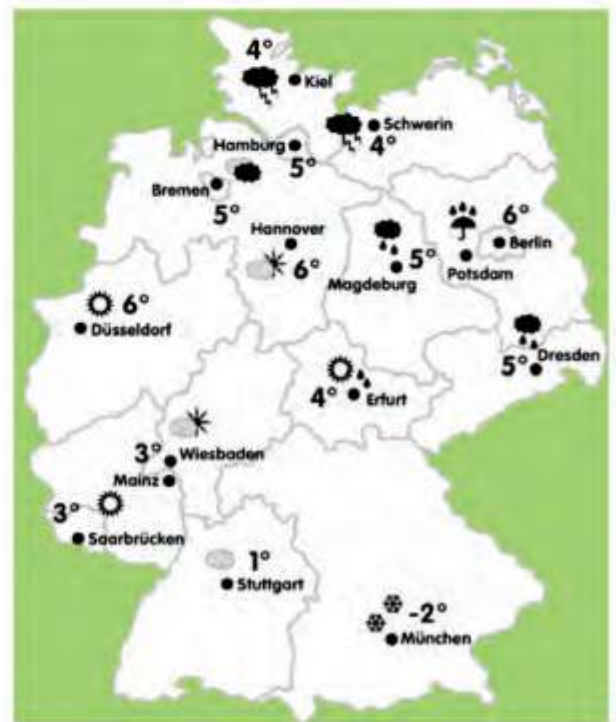 4°
Kiel
Schwerin
4°
Hamburg
5°
Bremen
5°
Hannover
6°
Magdeburg
5°
6°
Berlin
Potsdam
6°
Düsseldorf
Dresden
5°
4°
Erfurt
3°
Wiesbaden
Mainz
3°
Saarbrücken
1°
Stuttgart
-2°
München